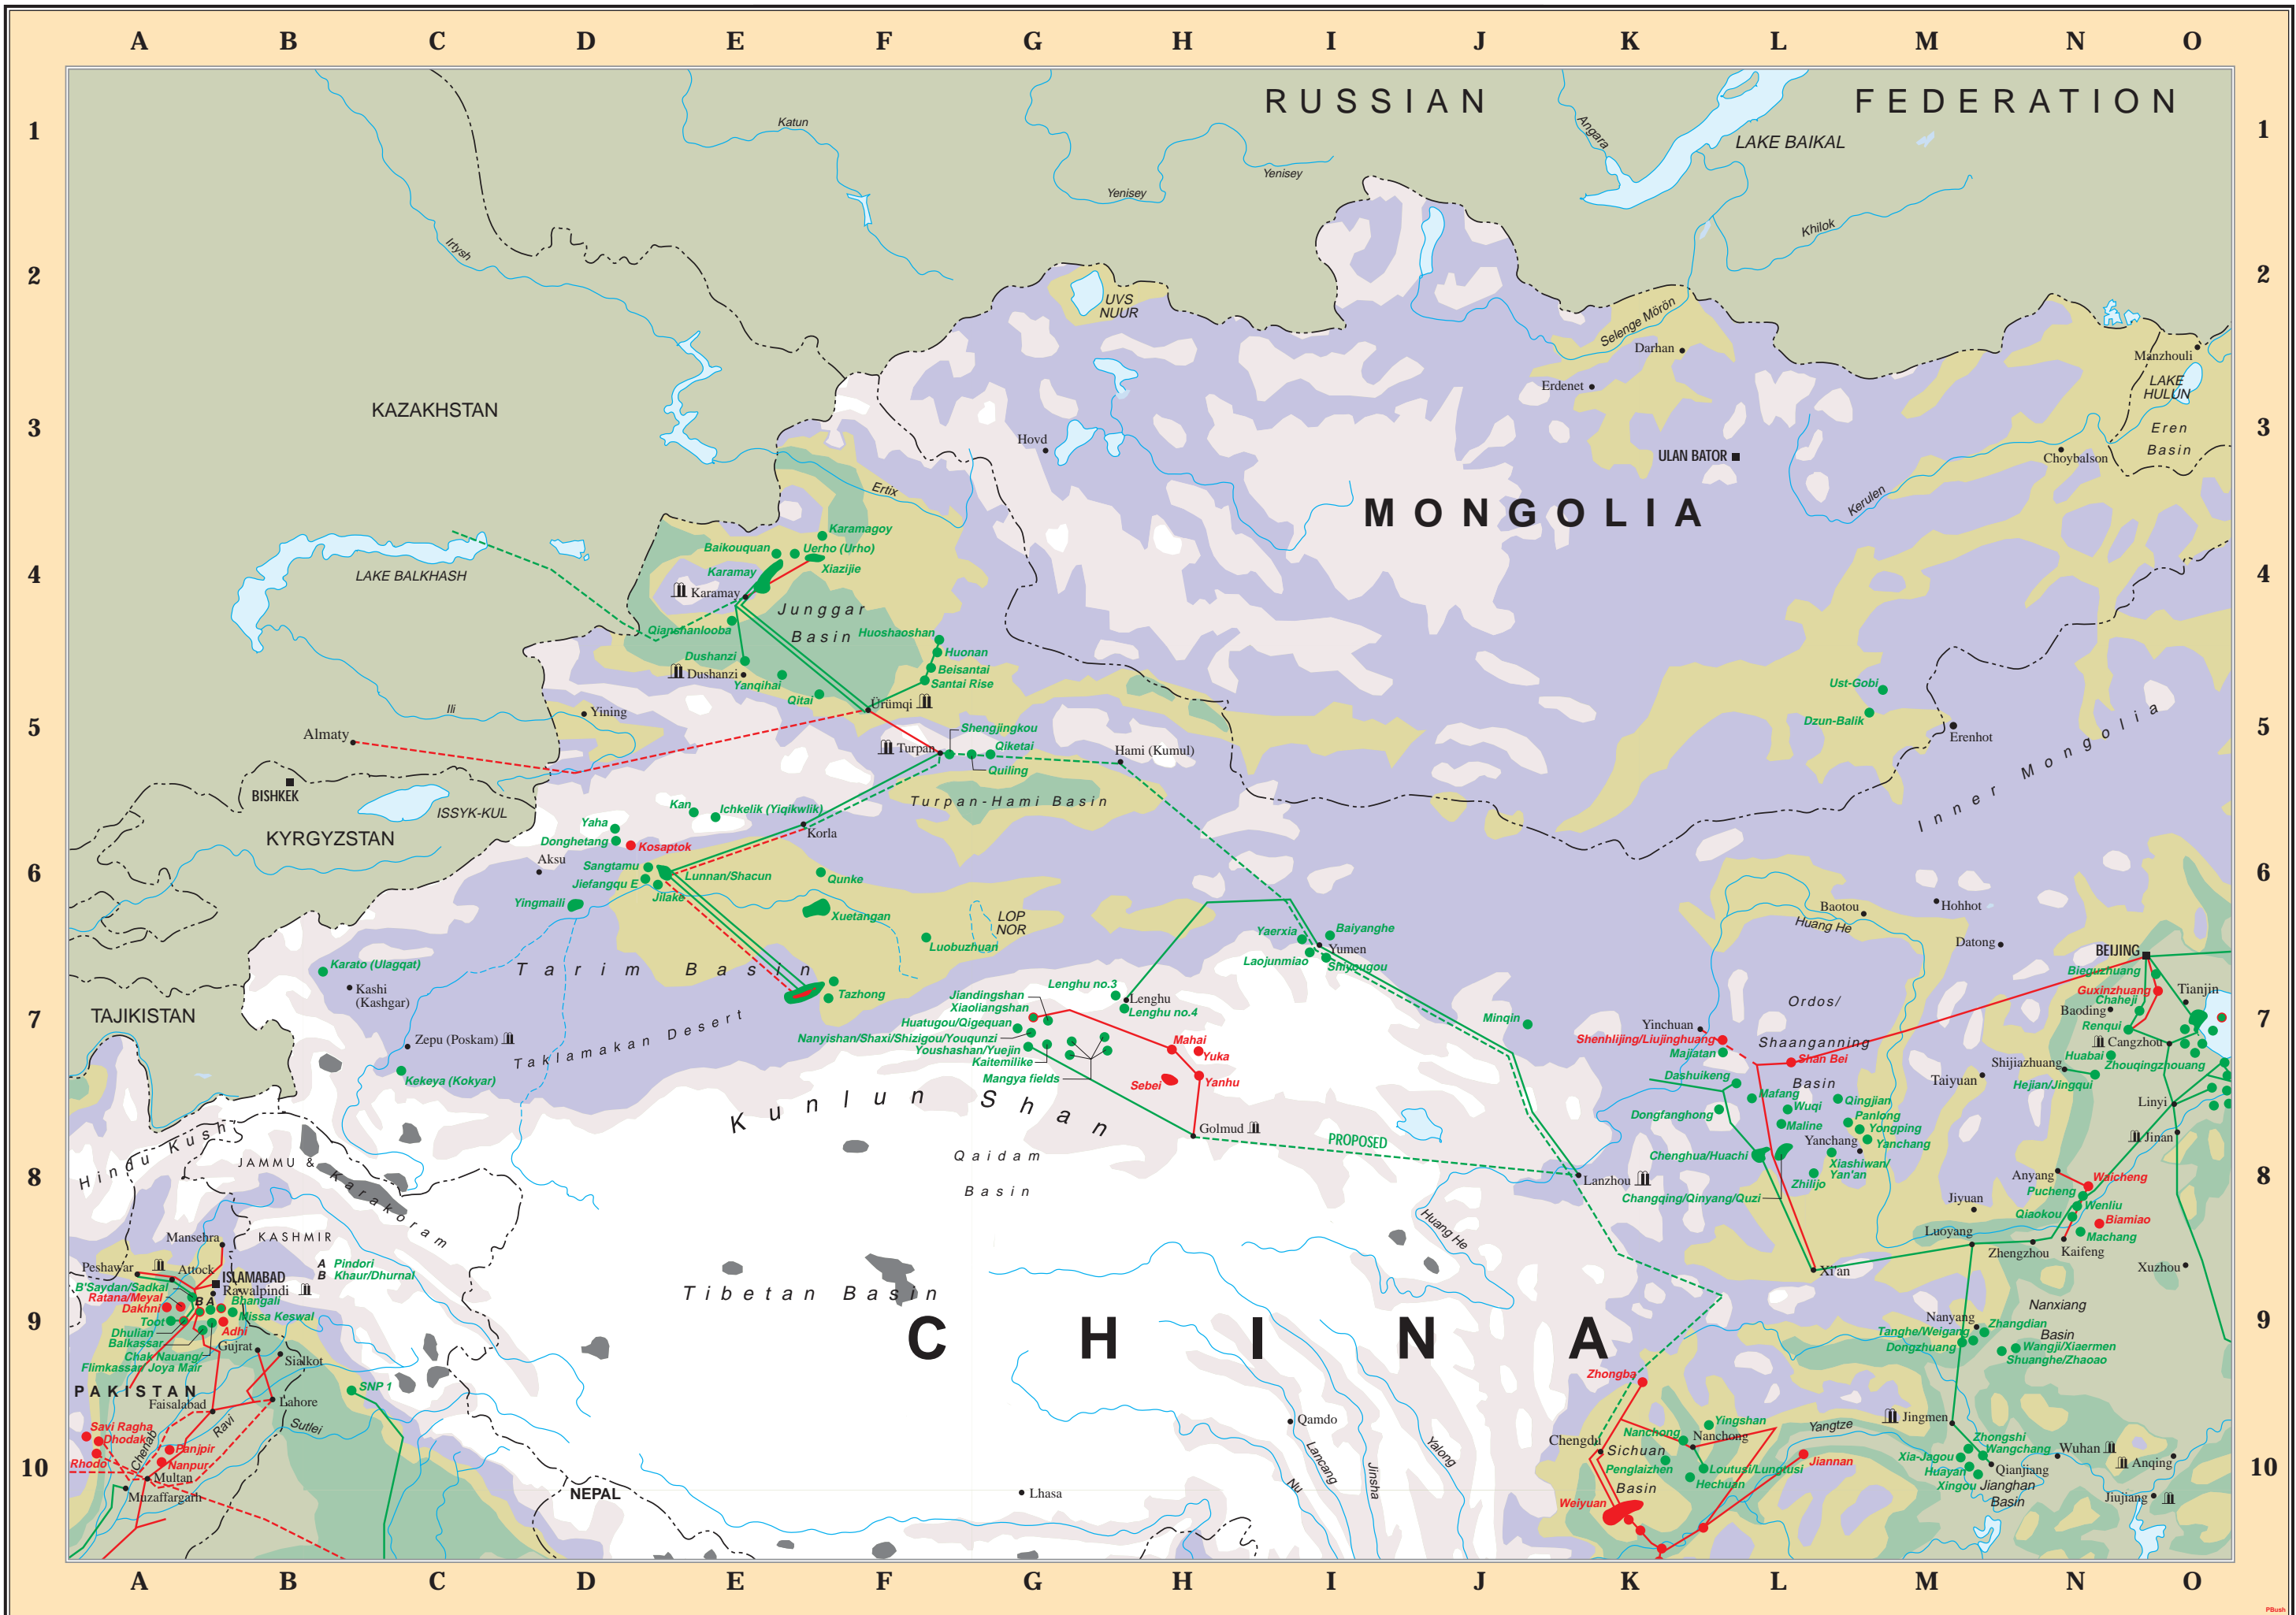 A B C D E F G H I J K L M N O
RUSSIAN FEDERATION
1 1
Katun
Angara
LAKE BAIKAL
Yenisey
Yenisey
Irtysh
Khilok
2 2
UVS
NUUR
Selenge Mörön
Darhan
Manzhouli
Erdenet
LAKE
HULUN
KAZAKHSTAN
3 3
Hovd
Eren
Basin
ULAN BATOR
Choybalson
Ertix
Kerulen
MONGOLIA
Karamagoy
Baikouquan
Uerho (Urho)
Xiazijie
Karamay
4 4
LAKE BALKHASH
Karamay
Junggar
Basin
Qianshanlooba
Huoshaoshan
Huonan
Dushanzi
Beisantai
Dushanzi
Santai Rise
Yanqihai
Qitai
Ürümqi
Ust-Gobi
Dzun-Balik
Ili
Yining
5 5
Almaty
Shengjingkou
Turpan
Qiketai
Quiling
Hami (Kumul)
Erenhot
Inner Mongolia
BISHKEK
ISSYK-KUL
Turpan-Hami Basin
KYRGYZSTAN
Kan
Ichkelik (Yiqikwlik)
Yaha
Korla
Donghetang
Kosaptok
Aksu
6 6
Sangtamu
Lunnan/Shacun
Jiefangqu E
Jilake
Qunke
Yingmaili
Xuetangan
LOP
NOR
Luobuzhuan
Baotou
Hohhot
Huang He
Datong
Yaerxia
Baiyanghe
Yumen
Laojunmiao
Shiyougou
BEIJING
Karato (Ulagqat)
Tarim Basin
Kashi
(Kashgar)
Tazhong
Lenghu no.3
Lenghu
Lenghu no.4
Bieguzhuang
Guxinzhuang
Tianjin
Chaheji
Baoding
Renqui
TAJIKISTAN
7 7
Jiandingshan
Xiaoliangshan
Huatugou/Qigequan
Nanyishan/Shaxi/Shizigou/Youqunzi
Youshashan/Yuejin
Kaitemilike
Mangya fields
Minqin
Yinchuan
Ordos/
Shaanganning
Basin
Shenhlijing/Liujinghuang
Majiatan
Shan Bei
Cangzhou
Huabai
Shijiazhuang
Zhouqingzhouang
Hejian/Jingqui
Taiyuan
Zepu (Poskam)
Taklamakan Desert
Kekeya (Kokyar)
Mahai
Yuka
Sebei
Yanhu
Dashuikeng
Mafang
Dongfanghong
Wuqi
Qingjian
Panlong
Maline
Yongping
Yanchang
Yanchang
Linyi
Jinan
Kunlun Shan
Golmud
PROPOSED
Hindu Kush
JAMMU &
KASHMIR
Karakoram
Qaidam
Basin
8 8
Lanzhou
Chenghua/Huachi
Xiashiwan/
Yan'an
Zhilijo
Changqing/Qinyang/Quzi
Anyang
Waicheng
Pucheng
Jiyuan
Wenliu
Qiaokou
Biamiao
Machang
Luoyang
Zhengzhou
Kaifeng
Huang He
Mansehra
Peshawar
Attock
ISLAMABAD
Rawalpindi
A Pindori
B Khaur/Dhurnal
B'Saydan/Sadkal
Ratana/Meyal
Dakhni
B A
Bhangali
Missa Keswal
Toot
Adhi
Dhulian
Balkassar
Chak Nauang/
Flimkassar/Joya Mair
Gujrat
Sialkot
Xi'an
Xuzhou
Tibetan Basin
CHINA
9 9
Nanxiang
Basin
Nanyang
Zhangdian
Tanghe/Weigang
Dongzhuang
Wangji/Xiaermen
Shuanghe/Zhaoao
PAKISTAN
SNP 1
Faisalabad
Lahore
Zhongba
Savi Ragha
Dhodak
Rhodo
Chenab
Ravi
Sutlei
Panjpir
Nanpur
Multan
Muzaffargarh
Qamdo
Lancang
Jinsha
Yalong
Nu
Yingshan
Nanchong
Nanchong
Chengdu
Sichuan
Basin
Penglaizhen
Loutusi/Lungtusi
Hechuan
Jiannan
Weiyuan
Yangtze
Jingmen
Zhongshi
Wangchang
Wuhan
Xia-Jagou
Qianjiang
Huayan
Xingou
Jianghan
Basin
Anqing
Jiujiang
10 10
NEPAL
Lhasa
A B C D E F G H I J K L M N O
PBush